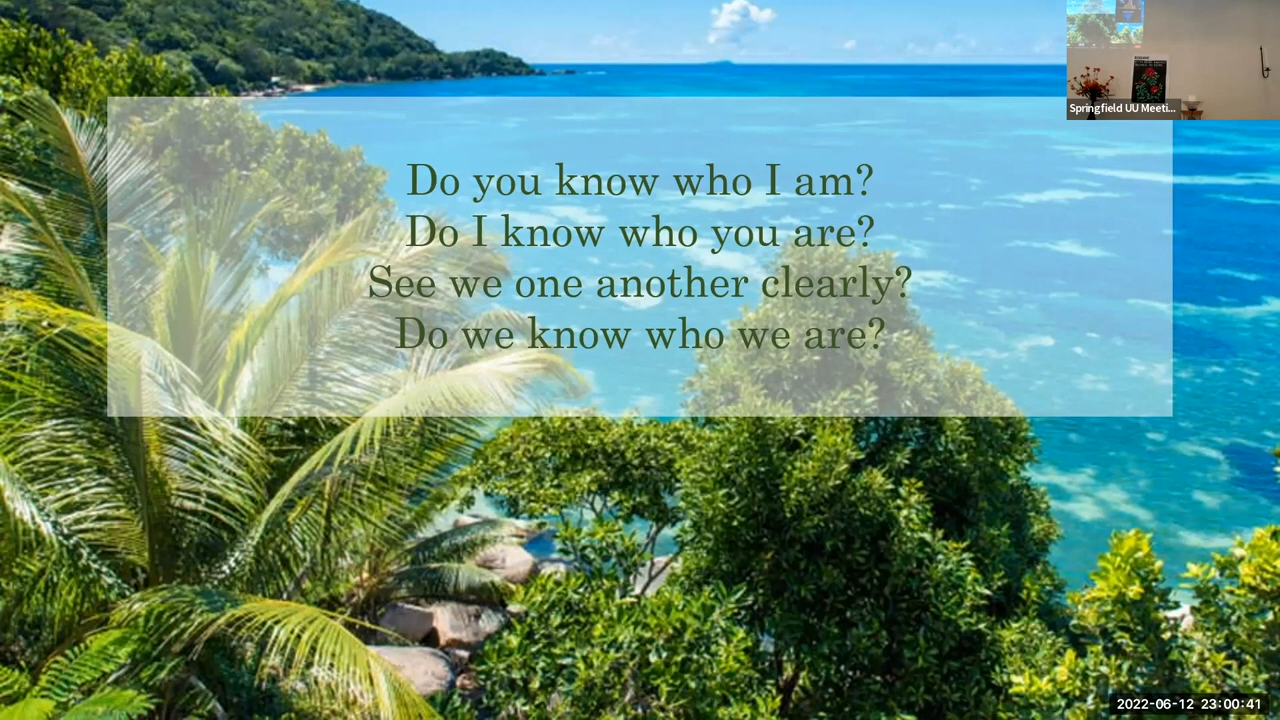 Do you know who I am?
Do I know who you are?
See we one another clearly?
Do we know who we are?
Springfield UU Meeti...
2022-06-12 23:00:41